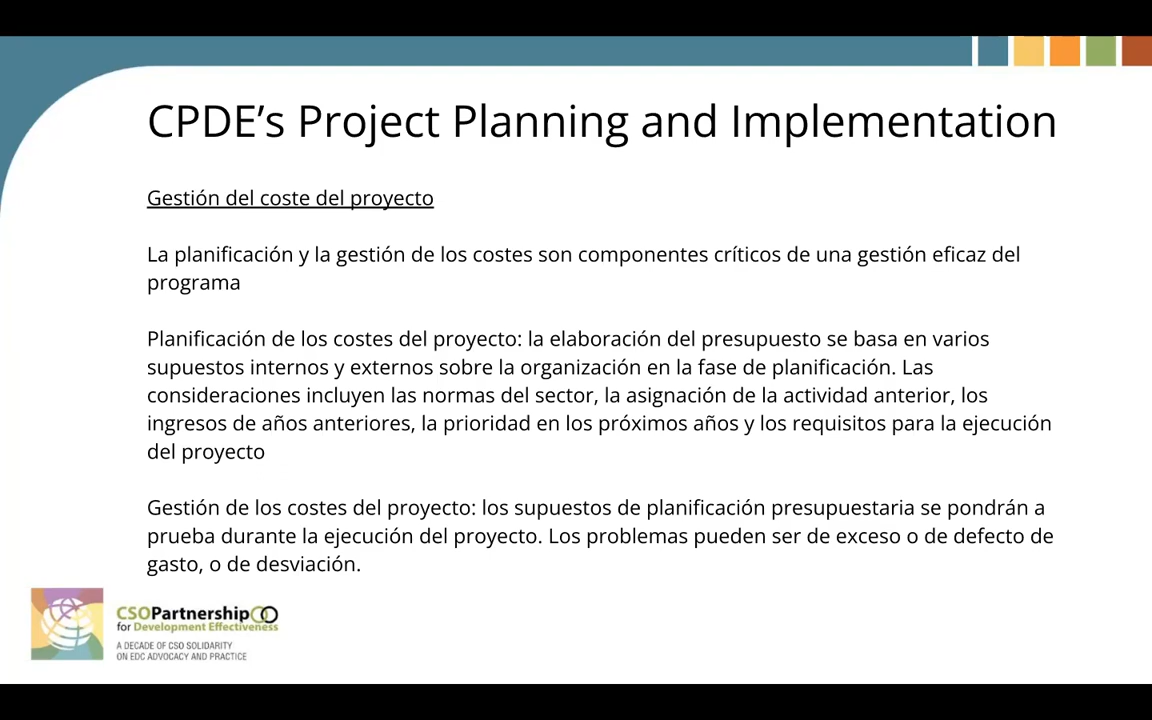 CPDE’s Project Planning and Implementation
Gestión del coste del proyecto
La planificación y la gestión de los costes son componentes críticos de una gestión eficaz del
programa
Planificación de los costes del proyecto: la elaboración del presupuesto se basa en varios
supuestos internos y externos sobre la organización en la fase de planificación. Las
consideraciones incluyen las normas del sector, la asignación de la actividad anterior, los
ingresos de años anteriores, la prioridad en los próximos años y los requisitos para la ejecución
del proyecto
Gestión de los costes del proyecto: los supuestos de planificación presupuestaria se pondrán a
prueba durante la ejecución del proyecto. Los problemas pueden ser de exceso o de defecto de
gasto, o de desviación.
CSOPartnership
for Development Effectiveness
A DECADE OF CSO SOLIDARITY
ON EDC ADVOCACY AND PRACTICE